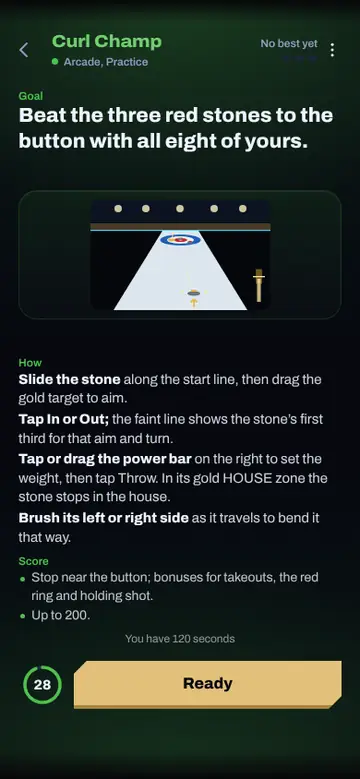 Curl Champ
Arcade, Practice
No best yet
Goal
Beat the three red stones to the
button with all eight of yours.
How
Slide the stone along the start line, then drag the
gold target to aim.
Tap In or Out; the faint line shows the stone's first
third for that aim and turn.
Tap or drag the power bar on the right to set the
weight, then tap Throw. In its gold HOUSE zone the
stone stops in the house.
Brush its left or right side as it travels to bend it
that way.
Score
Stop near the button; bonuses for takeouts, the red
ring and holding shot.
Up to 200.
You have 120 seconds
28
Ready